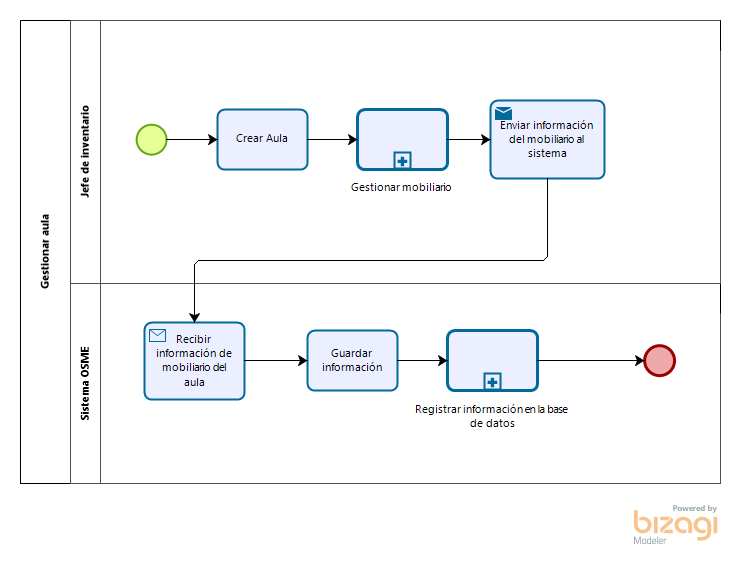 Gestionar aula
Jefe de inventario
Crear Aula
Gestionar mobiliario
Enviar información
del mobiliario al
sistema
Sistema OSME
Recibir
información de
mobiliario del
aula
Guardar
información
Registrar información en la base
de datos
Powered by
bizagi
Modeler